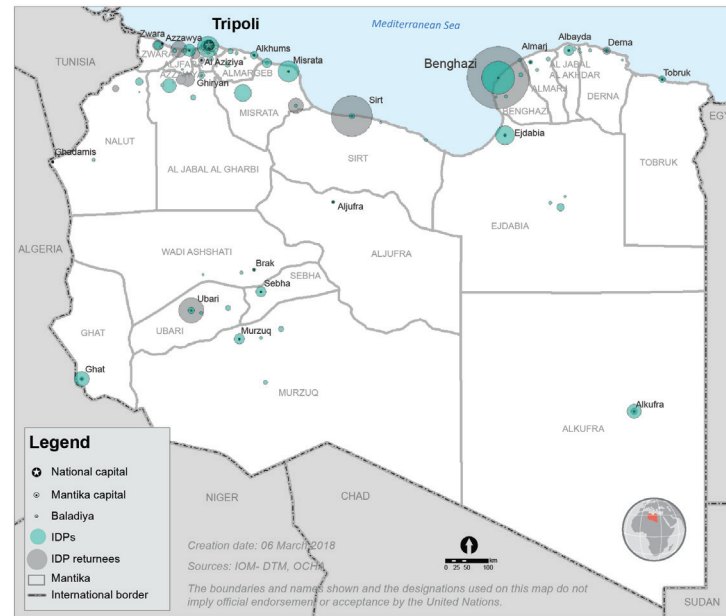 Tripoli
Mediterranean Sea
Zwara
Azzawya
Al Aziziya
Alkhums
Misrata
Benghazi
Almarj
Albayda
Derna
Tobruk
TUNISIA
ALMARGEB
Ghiryan
MISRATA
Sirt
AL JABAL
AL AKHDAR
ALMARJ
BENGHAZI
DERNA
Ejdabia
NALUT
Ghadamis
AL JABAL AL GHARBI
SIRT
TOBRUK
Aljufra
EJDABIA
ALGERIA
WADI ASHSHATI
ALJUFRA
Brak
SEBHA
Sebha
Ubari
UBARI
GHAT
Murzuq
Ghat
MURZUQ
Alkufra
ALKUFRA
Legend
National capital
Mantika capital
Baladiya
IDPs
IDP returnees
Mantika
International border
NIGER
CHAD
Creation date: 06 March 2018
Sources: IOM- DTM, OCHA
0 25 50 100
km
The boundaries and names shown and the designations used on this map do not
imply official endorsement or acceptance by the United Nations.
SUDAN